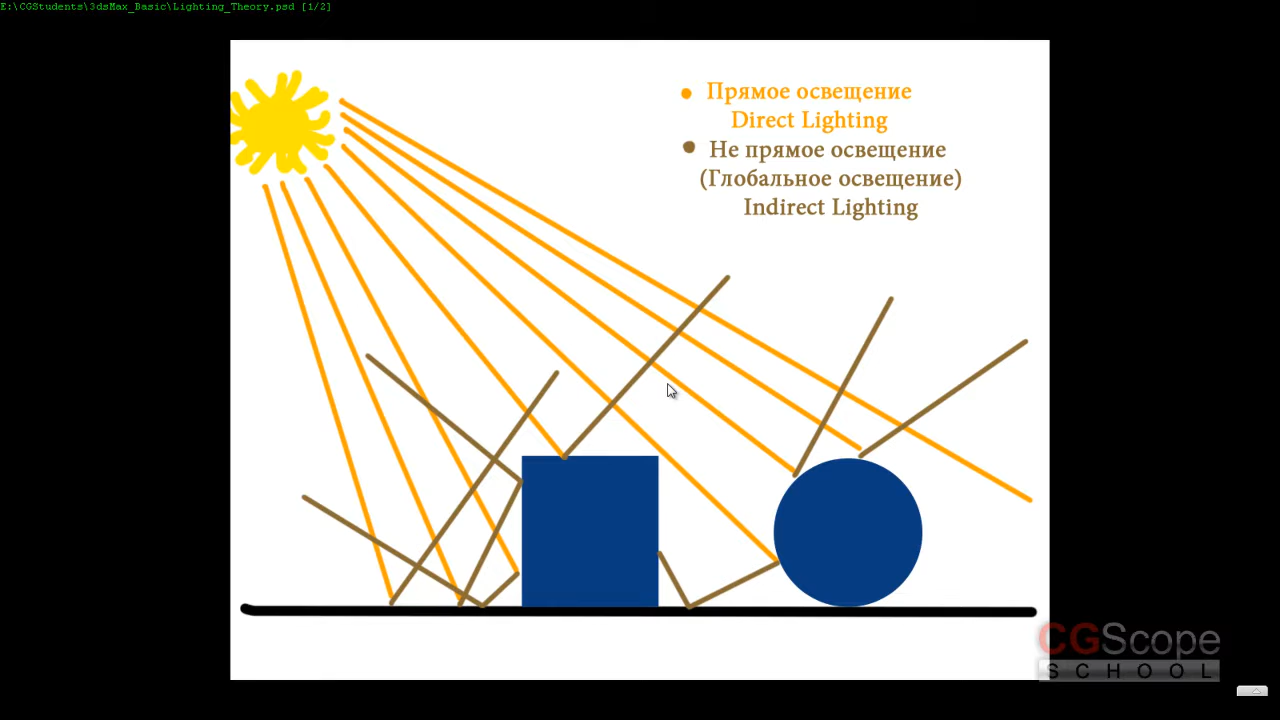 E:\CGStudents\3dsMax_Basic\Lighting_Theory.psd [1/2]
Прямое освещение
Direct Lighting
Не прямое освещение
(Глобальное освещение)
Indirect Lighting
CGScope
SCHOOL